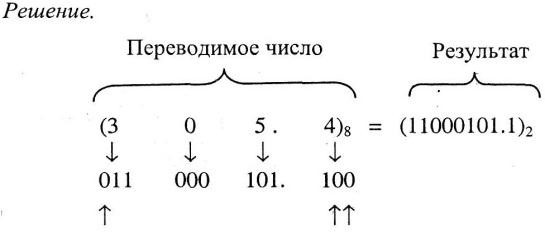 Решение.
Переводимое число Результат
(3 0 5 . 4)₈ = (11000101.1)₂
↓ ↓ ↓ ↓
011 000 101. 100
↑ ↑↑